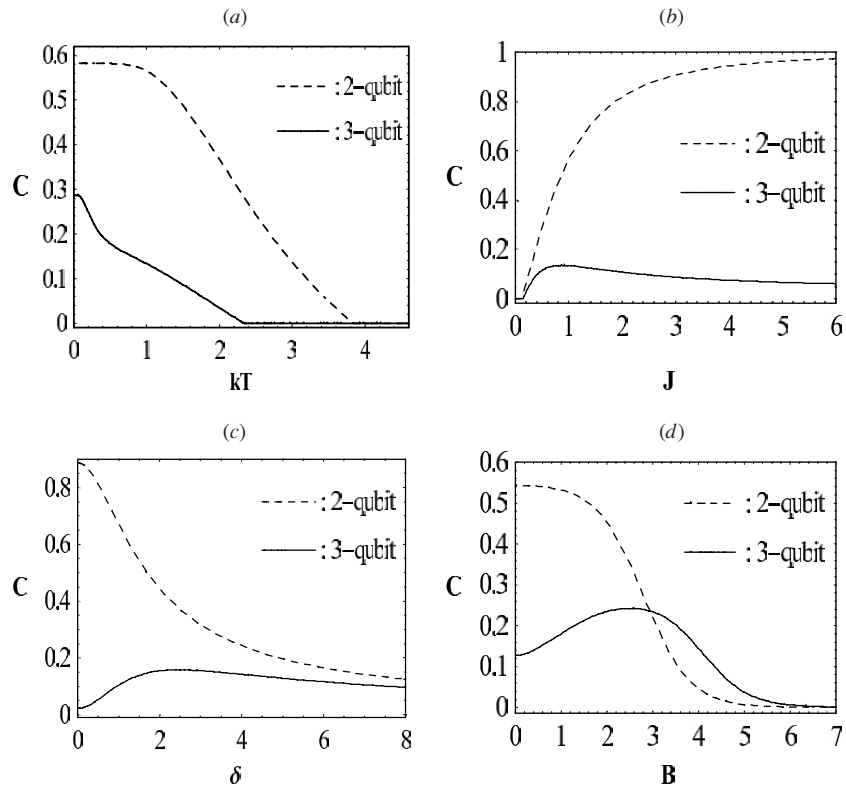 (a)
0.6
0.5
0.4
0.3
0.2
0.1
0
C
:2-qubit
:3-qubit
0 1 2 3 4
kT
(b)
1
0.8
0.6
0.4
0.2
0
C
:2-qubit
:3-qubit
0 1 2 3 4 5 6
J
(c)
0.8
0.6
0.4
0.2
0
C
:2-qubit
:3-qubit
0 2 4 6 8
δ
(d)
0.6
0.5
0.4
0.3
0.2
0.1
0
C
:2-qubit
:3-qubit
0 1 2 3 4 5 6 7
B